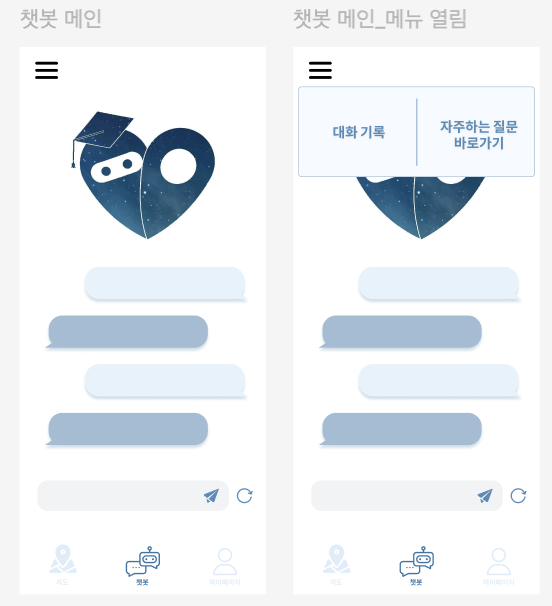 챗봇 메인
챗봇 메인_메뉴 열림
대화 기록
자주하는 질문
바로가기
지도
챗봇
마이페이지
지도
챗봇
마이페이지